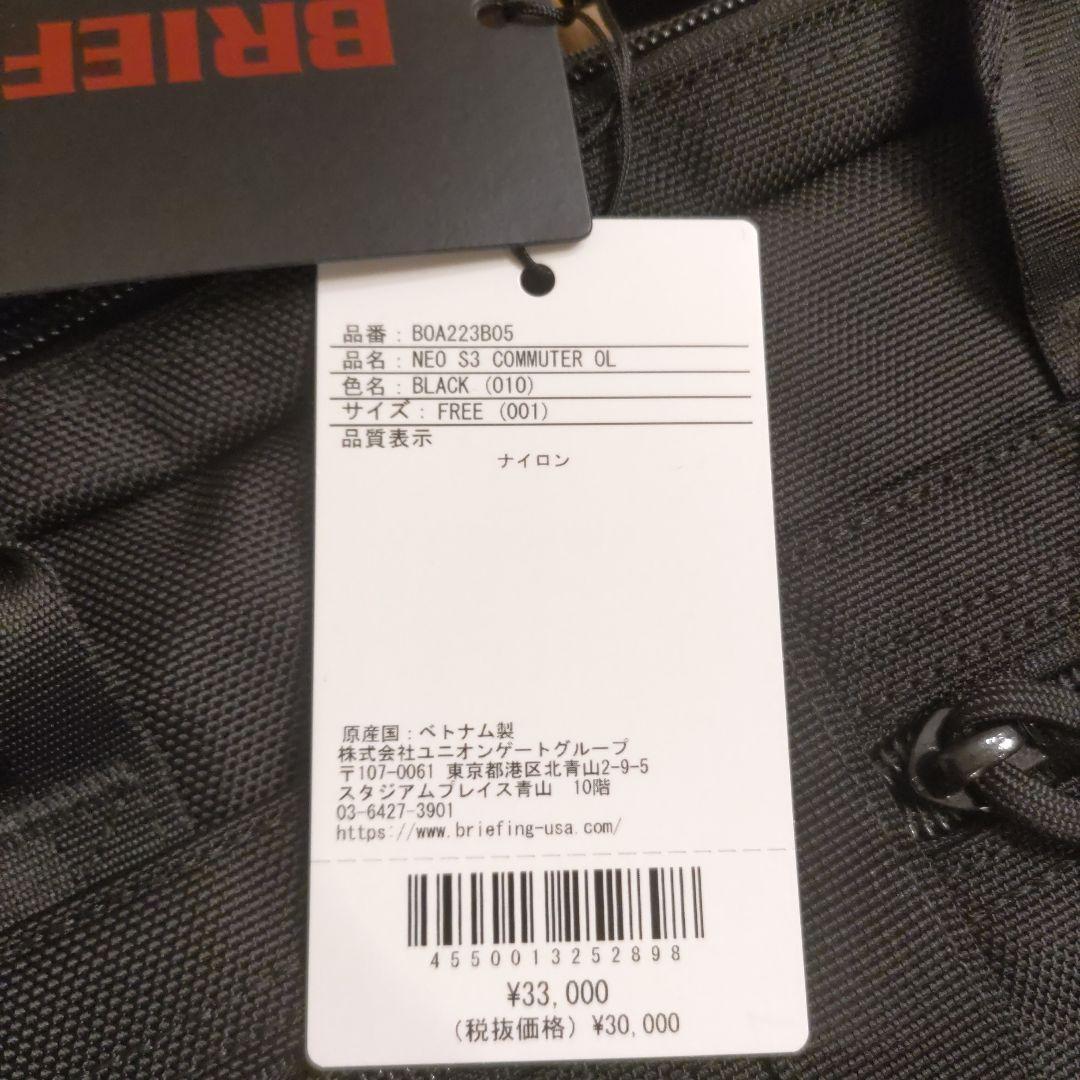 BRIEF
品番：BOA223B05
品名：NEO S3 COMMUTER OL
色名：BLACK (010)
サイズ：FREE (001)
品質表示
ナイロン
原産国：ベトナム製
株式会社ユニオンゲートグループ
〒107-0061 東京都港区北青山2-9-5
スタジアムプレイス青山　10階
03-6427-3901
https://www.briefing-usa.com/
4550013252898
¥33,000
(税抜価格) ¥30,000